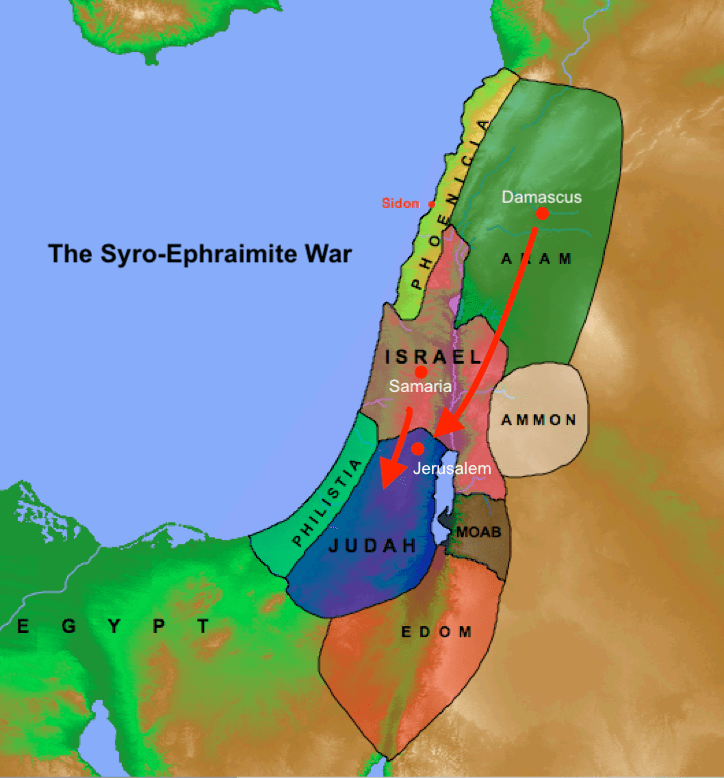 PHOENICIA
Damascus
Sidon
The Syro-Ephraimite War
ARAM
ISRAEL
Samaria
AMMON
Jerusalem
PHILISTIA
MOAB
JUDAH
EGYPT
EDOM